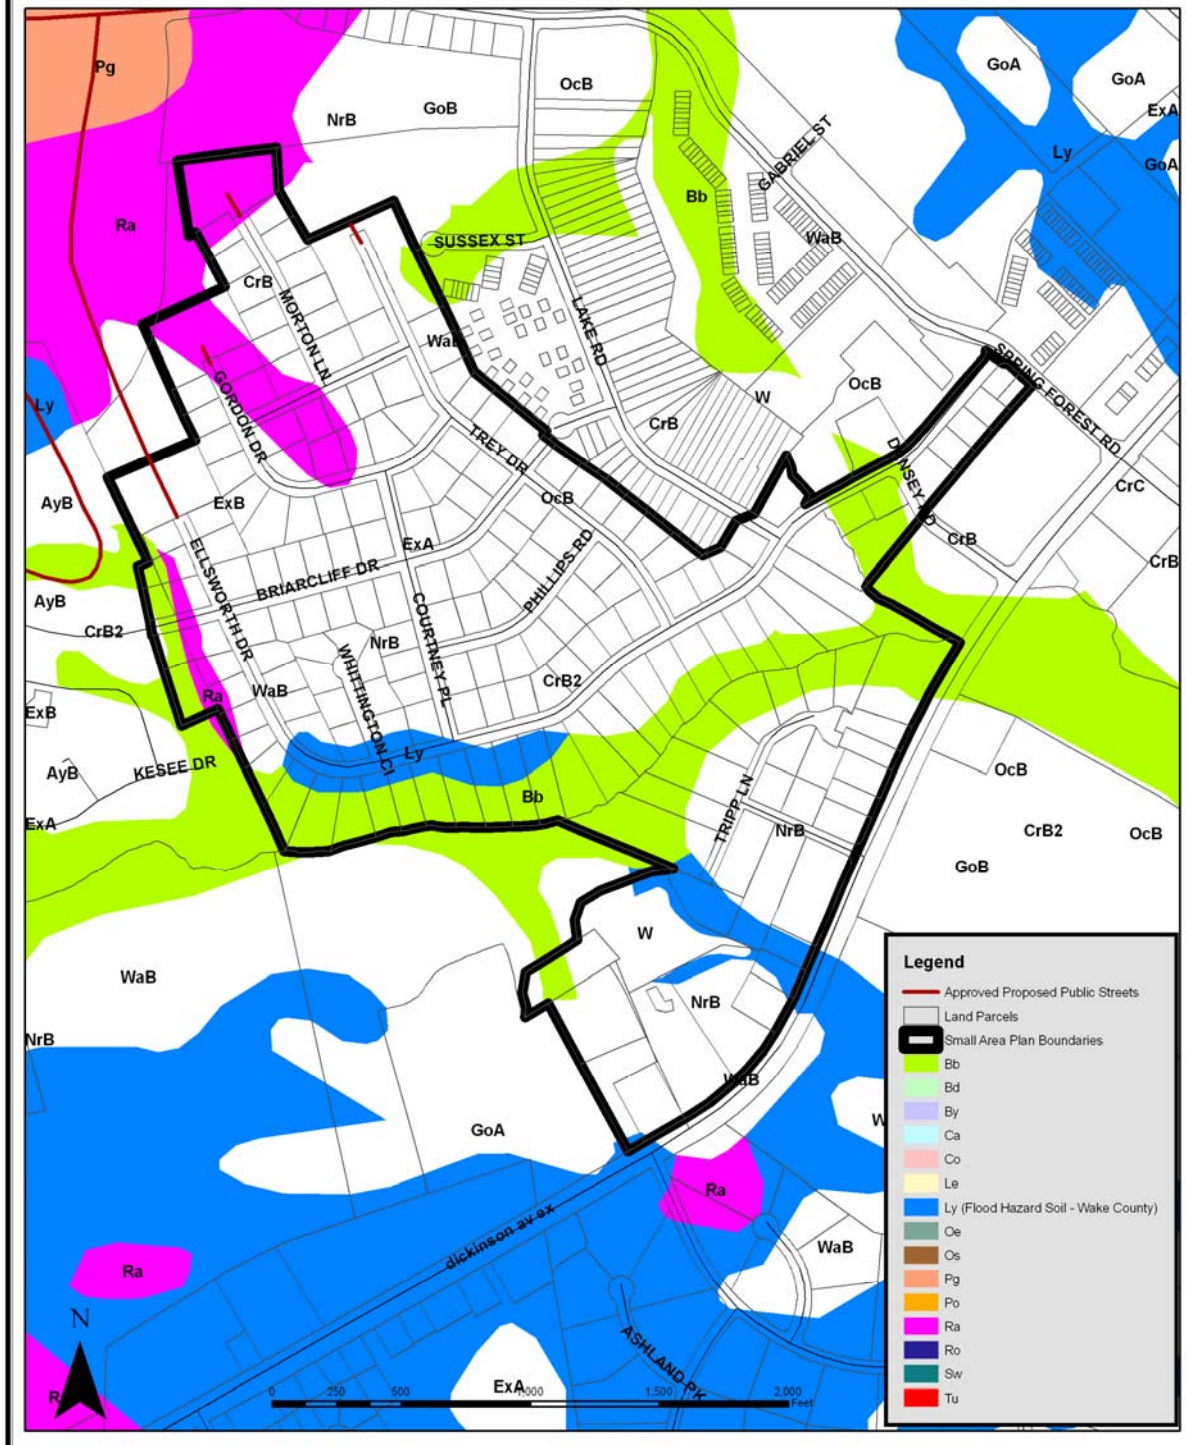 Pg
OcB
GoB
NrB
GoA
GoA
ExA
Ly
GoA
GABRIEL ST
Bb
Ra
WaB
SUSSEX ST
CrB
MORTON LN
LAKE RD
WaB
SPRING FOREST RD
OcB
W
Ly
GORDON DR
CrB
TREY DR
DANSEY RD
CrC
OcB
AyB
ExB
CrB
ExA
CrB
ELLSWORTH DR
BRIARCLIFF DR
PHILLIPS RD
AyB
COURTNEY PL
CrB2
NrB
WHITTINGTON CI
CrB2
Ra
WaB
ExB
Ly
KESEE DR
AyB
OcB
Bb
TRIPP LN
ExA
NrB
CrB2
OcB
GoB
W
WaB
NrB
NrB
WaB
GoA
Ra
dickinson av ex
WaB
Ra
ASHLAND PK
ExA
N
0 250 500 1,000 1,500 2,000
Feet
Legend
Approved Proposed Public Streets
Land Parcels
Small Area Plan Boundaries
Bb
Bd
By
Ca
Co
Le
Ly (Flood Hazard Soil - Wake County)
Oe
Os
Pg
Po
Ra
Ro
Sw
Tu